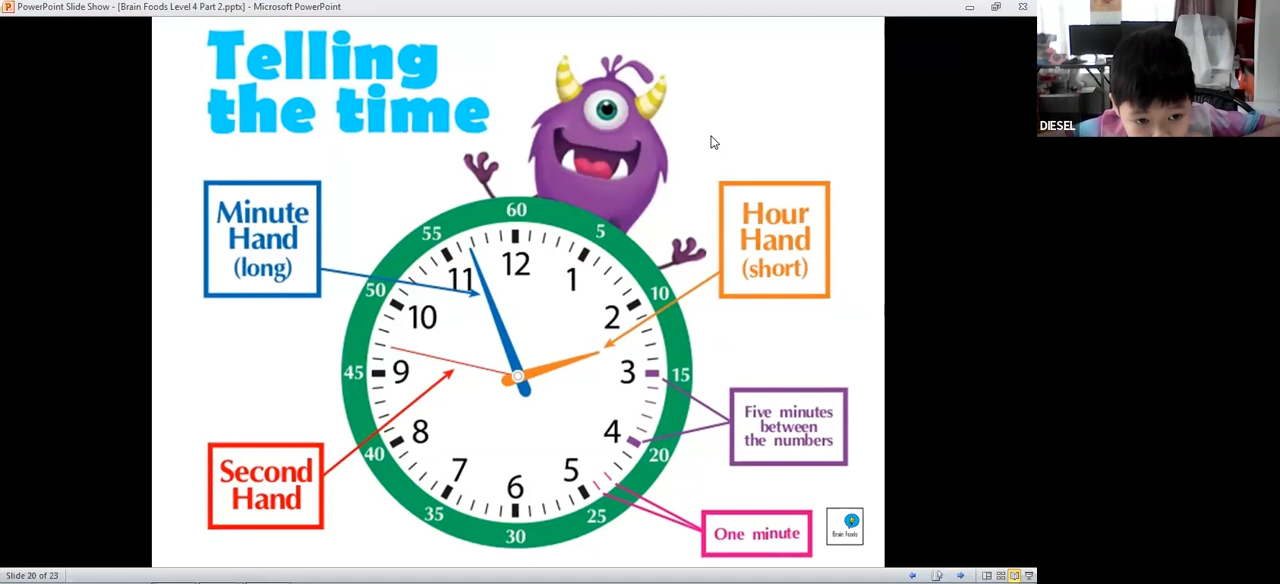 PowerPoint Slide Show - [Brain Foods Level 4 Part 2.pptx] - Microsoft PowerPoint
Telling
the time
DIESEL
Minute
Hand
(long)
Hour
Hand
(short)
60
55
5
50
10
45
15
40
20
35
25
30
12
11
1
10
2
9
3
8
4
7
5
6
Five minutes
between
the numbers
Second
Hand
One minute
Brain Foods
Slide 20 of 23